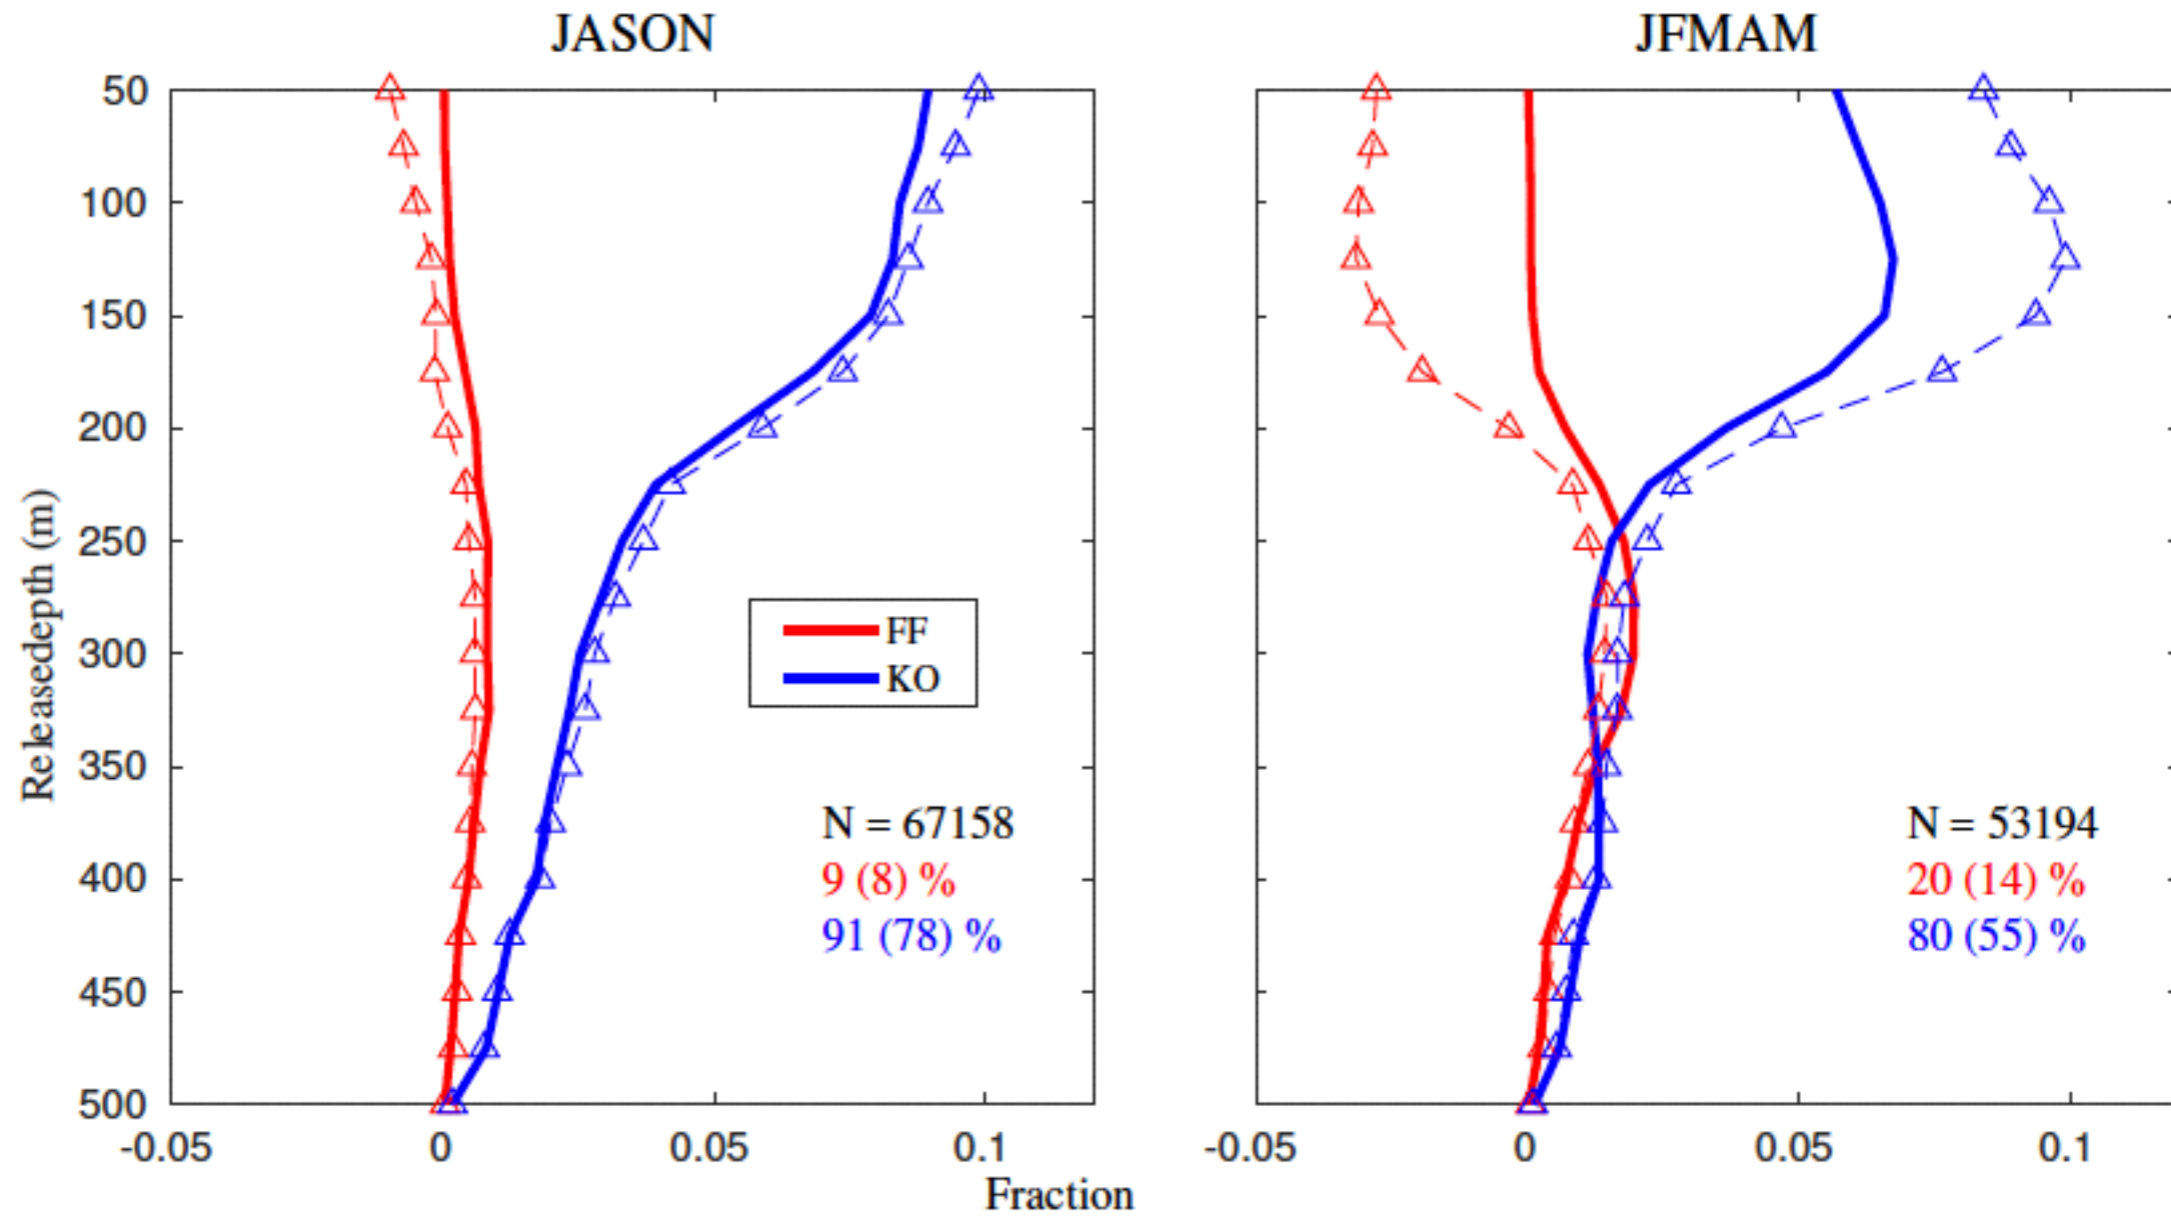 JASON
JFMAM
Releasedepth (m)
50
100
150
200
250
300
350
400
450
500
FF
KO
N = 67158
9 (8) %
91 (78) %
N = 53194
20 (14) %
80 (55) %
-0.05
0
0.05
0.1
-0.05
0
0.05
0.1
Fraction